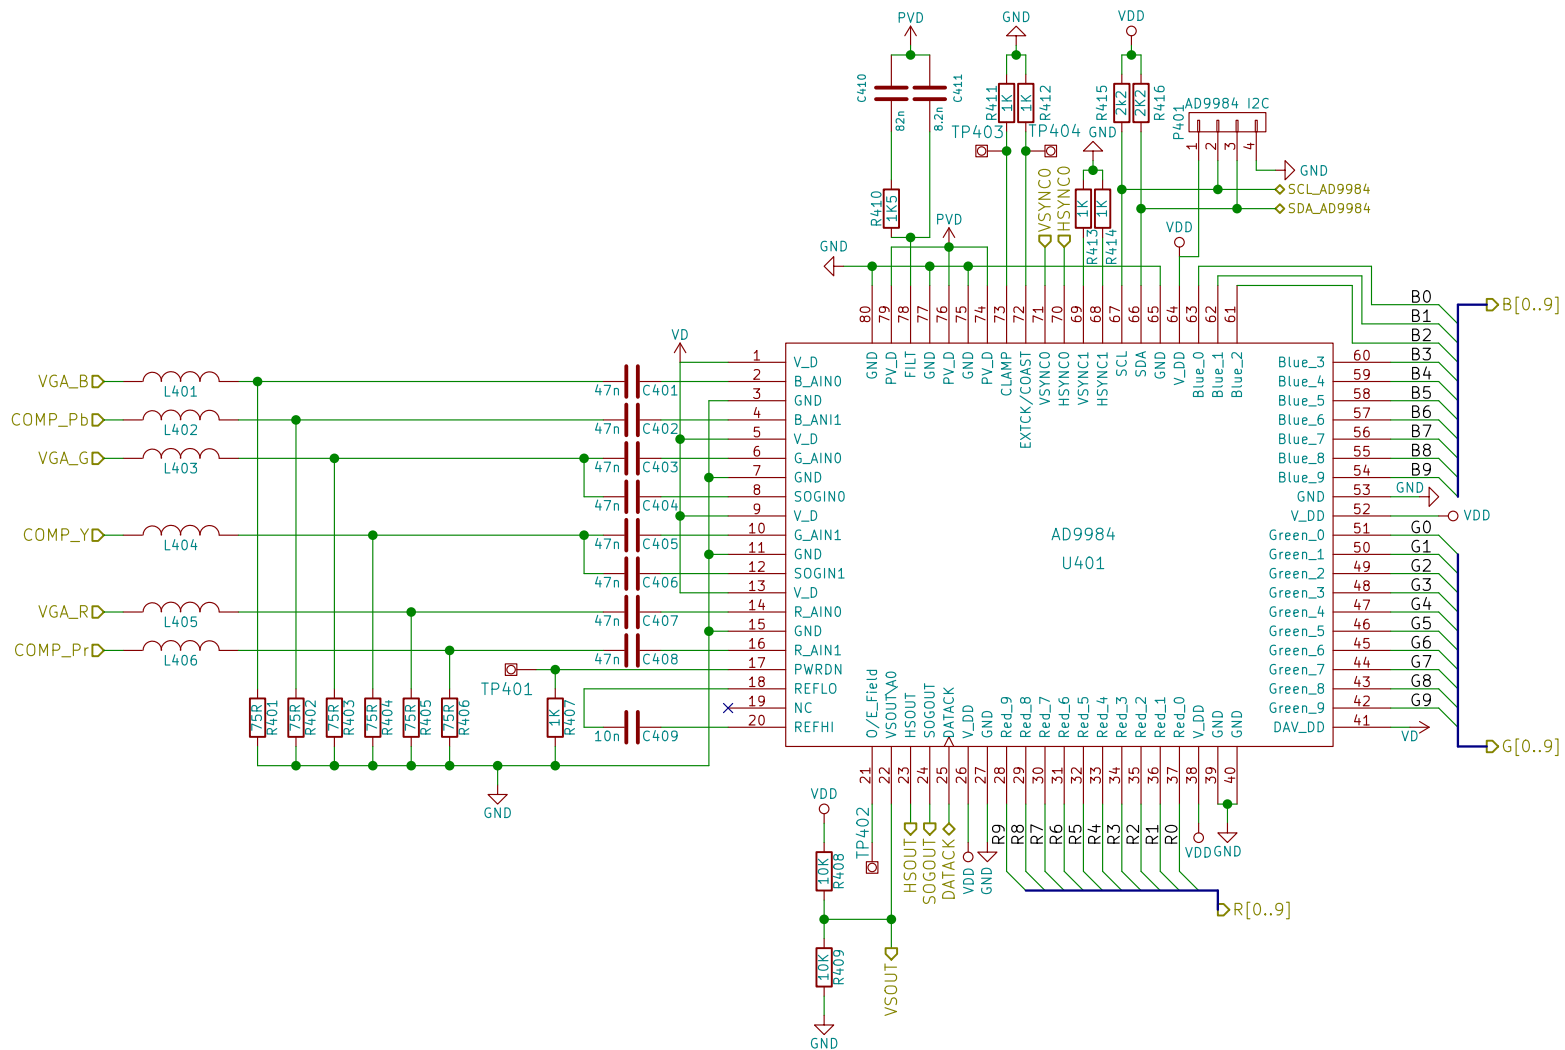 PVD
GND
VDD
C410
C411
82n
8.2n
R411
1K
1K
R412
R415
2k2
2K2
R416
AD9984 I2C
P401
1
2
3
4
GND
TP403
TP404
GND
SCL_AD9984
SDA_AD9984
R410
1K5
VSYNC0
HSYNC0
1K
1K
R413
R414
PVD
VDD
GND
80
79
78
77
76
75
74
73
72
71
70
69
68
67
66
65
64
63
62
61
GND
PV_D
FILT
GND
PV_D
GND
PV_D
CLAMP
EXTCK/COAST
VSYNC0
HSYNC0
VSYNC1
HSYNC1
SCL
SDA
GND
V_DD
Blue_0
Blue_1
Blue_2
B0
B1
B2
B3
B4
B5
B6
B7
B8
B9
B[0..9]
VD
VGA_B
L401
COMP_Pb
L402
VGA_G
L403
COMP_Y
L404
VGA_R
L405
COMP_Pr
L406
47n C401
47n C402
47n C403
47n C404
47n C405
47n C406
47n C407
47n C408
10n C409
1 V_D
2 B_AIN0
3 GND
4 B_ANI1
5 V_D
6 G_AIN0
7 GND
8 SOGIN0
9 V_D
10 G_AIN1
11 GND
12 SOGIN1
13 V_D
14 R_AIN0
15 GND
16 R_AIN1
17 PWRDN
18 REFLO
19 NC
20 REFHI
AD9984
U401
Blue_3 60
Blue_4 59
Blue_5 58
Blue_6 57
Blue_7 56
Blue_8 55
Blue_9 54
GND 53
V_DD 52
Green_0 51
Green_1 50
Green_2 49
Green_3 48
Green_4 47
Green_5 46
Green_6 45
Green_7 44
Green_8 43
Green_9 42
DAV_DD 41
GND
VDD
G0
G1
G2
G3
G4
G5
G6
G7
G8
G9
VD
G[0..9]
TP401
75R
R401
75R
R402
75R
R403
75R
R404
75R
R405
75R
R406
1K
R407
GND
O/E_Field
VSOUT\A0
HSOUT
SOGOUT
DATACK
V_DD
GND
Red_9
Red_8
Red_7
Red_6
Red_5
Red_4
Red_3
Red_2
Red_1
Red_0
V_DD
GND
GND
21
22
23
24
25
26
27
28
29
30
31
32
33
34
35
36
37
38
39
40
VDD
TP402
HSOUT
SOGOUT
DATACK
VDD
GND
R9
R8
R7
R6
R5
R4
R3
R2
R1
R0
VDD
GND
R[0..9]
10K
R408
10K
R409
VSOUT
GND